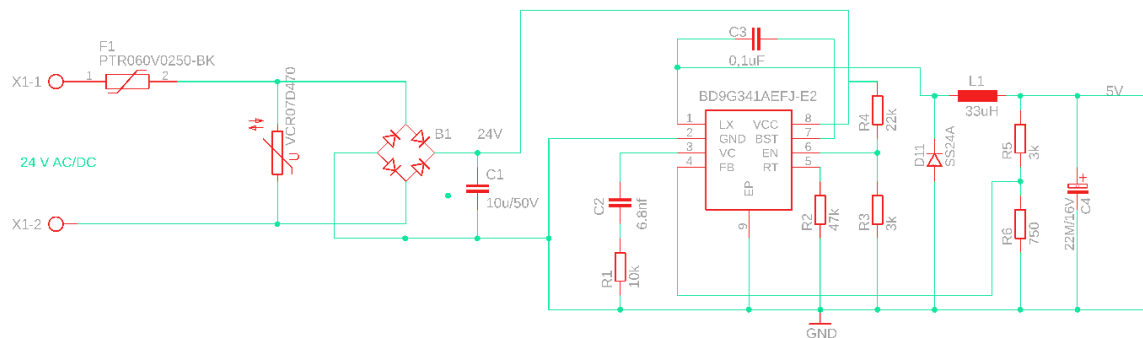 F1
PTR060V0250-BK
X1-1
1
2
VCR07D470
U
24 V AC/DC
X1-2
B1
24V
C1
10u/50V
C3
0,1uF
BD9G341AEFJ-E2
1 LX VCC 8
2 GND BST 7
3 VC EN 6
4 FB RT 5
EP
9
C2
6.8nf
R1
10k
R2
47k
R4
22k
R3
3k
D11
SS24A
L1
33uH
5V
R5
3k
R6
750
+
C4
22M/16V
GND